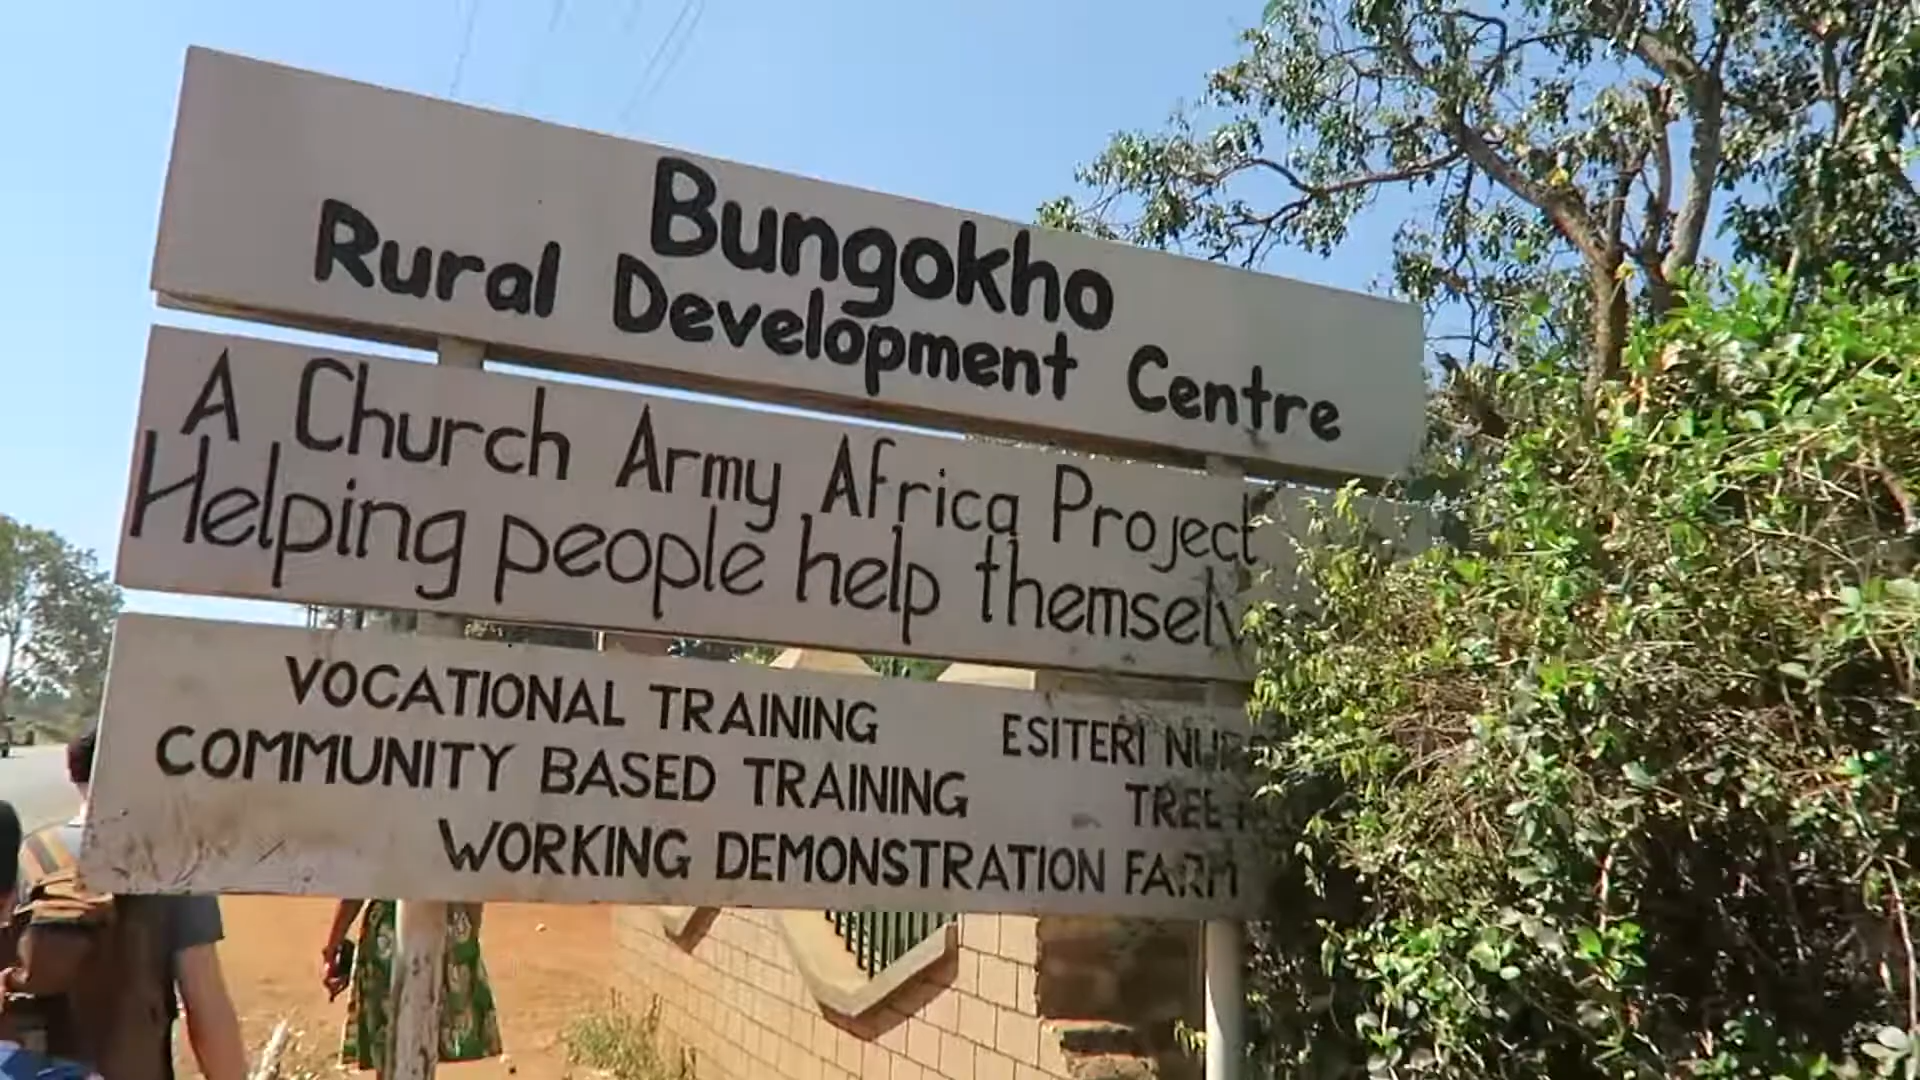 Bungokho
Rural Development Centre
A Church Army Africa Project
Helping people help
VOCATIONAL TRAINING
COMMUNITY BASED TRAINING
ESITERI
TREE
WORKING DEMONSTRATION FARM